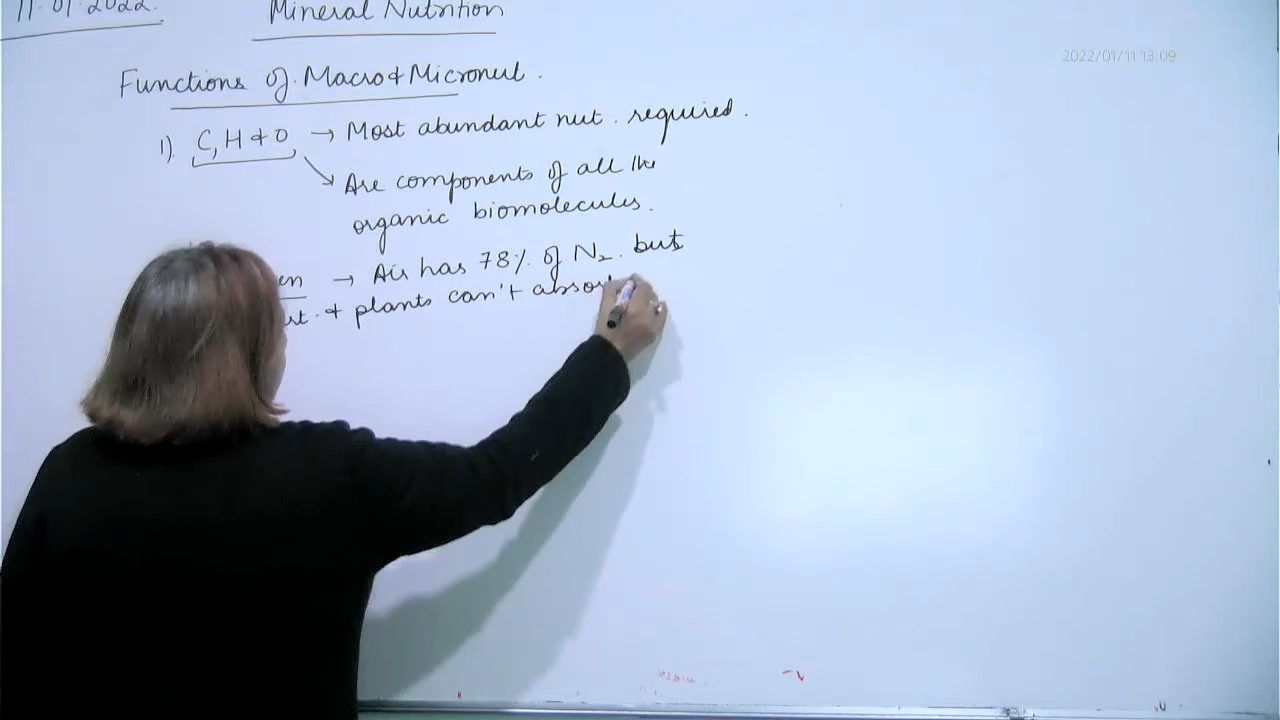 11.01.2022. Mineral Nutrition
2022/01/11 13:09
Functions of Macro & Micronut.
1). C, H & O → Most abundant nut. required.
→ Are components of all the
organic biomolecules.
en → Air has 78% of N2. but
& plants can't absor